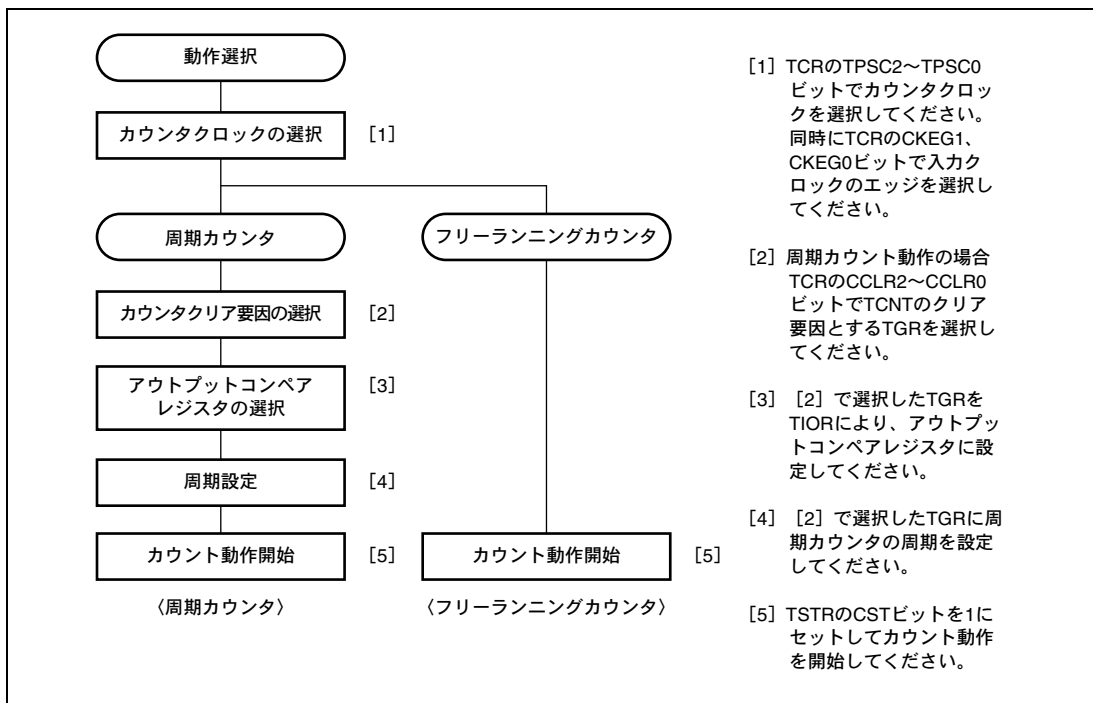 動作選択
カウンタクロックの選択 [1]
周期カウンタ
フリーランニングカウンタ
カウンタクリア要因の選択 [2]
アウトプットコンペア
レジスタの選択
[3]
周期設定 [4]
カウント動作開始 [5]
カウント動作開始 [5]
〈周期カウンタ〉
〈フリーランニングカウンタ〉
[1] TCRのTPSC2～TPSC0
ビットでカウンタクロッ
クを選択してください。
同時にTCRのCKEG1、
CKEG0ビットで入力ク
ロックのエッジを選択し
てください。
[2] 周期カウント動作の場合
TCRのCCLR2～CCLR0
ビットでTCNTのクリア
要因とするTGRを選択し
てください。
[3] [2]で選択したTGRを
TIORにより、アウトプッ
トコンペアレジスタに設
定してください。
[4] [2]で選択したTGRに周
期カウンタの周期を設定
してください。
[5] TSTRのCSTビットを1に
セットしてカウント動作
を開始してください。